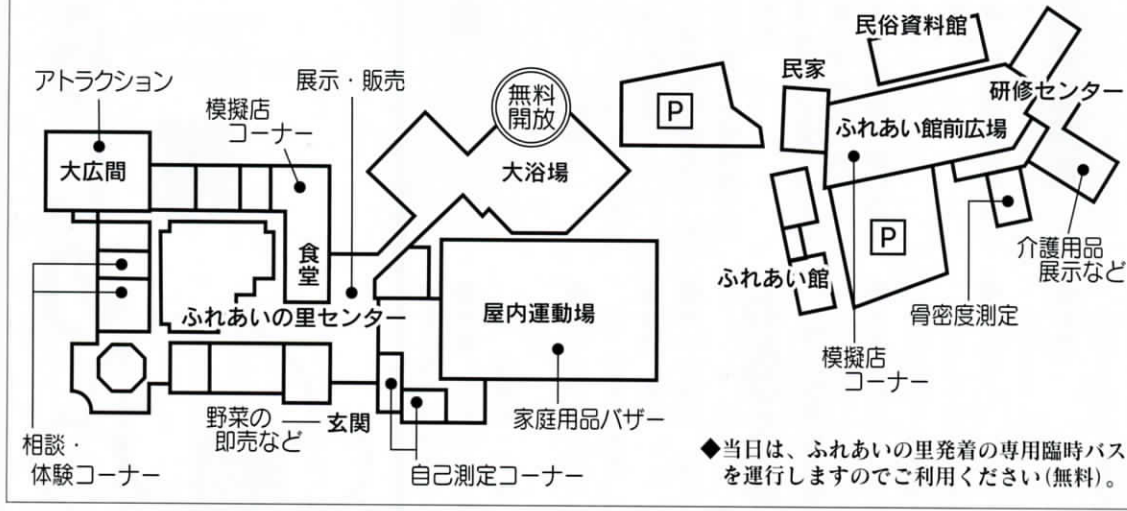 アトラクション
大広間
模擬店
コーナー
展示・販売
無料
開放
大浴場
食堂
ふれあいの里センター
屋内運動場
家庭用品バザー
野菜の
即売など
玄関
自己測定コーナー
相談・
体験コーナー
P
民家
民俗資料館
研修センター
ふれあい館前広場
P
ふれあい館
介護用品
展示など
骨密度測定
模擬店
コーナー
◆当日は、ふれあいの里発着の専用臨時バス
を運行しますのでご利用ください(無料)。